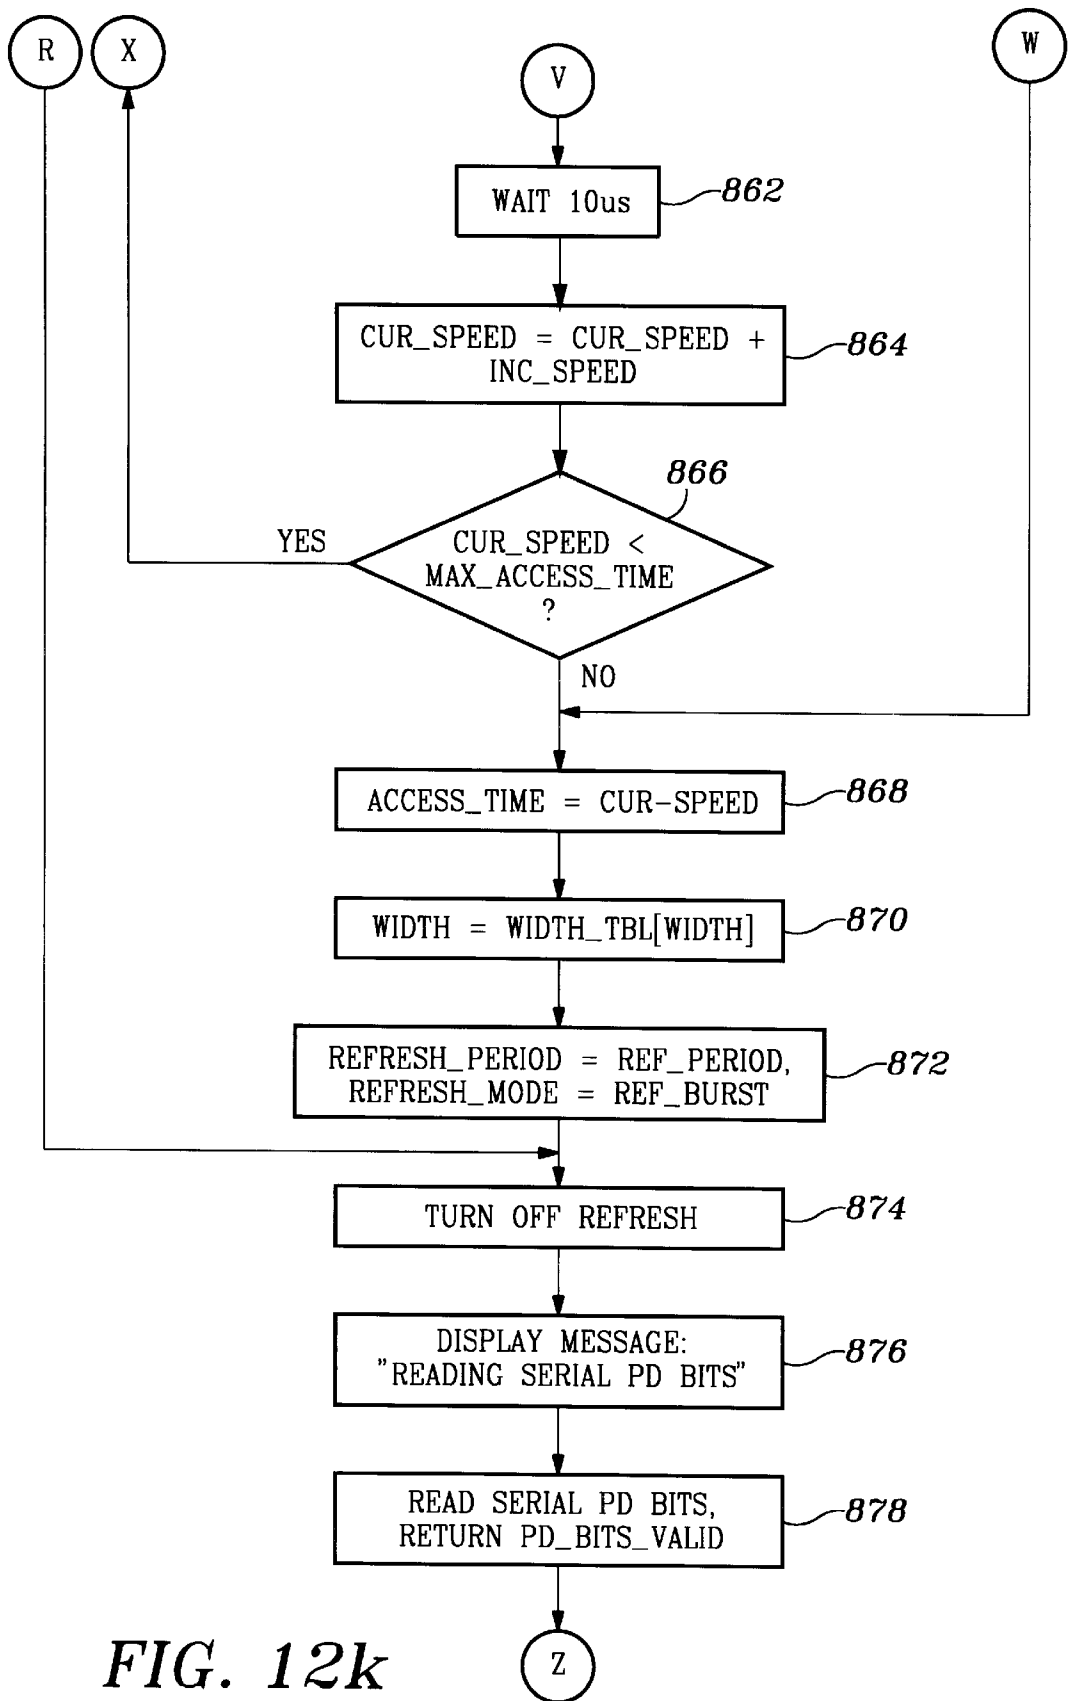 R
X
V
W
WAIT 10us
862
CUR_SPEED = CUR_SPEED +
INC_SPEED
864
866
CUR_SPEED <
MAX_ACCESS_TIME
?
YES
NO
ACCESS_TIME = CUR-SPEED
868
WIDTH = WIDTH_TBL[WIDTH]
870
REFRESH_PERIOD = REF_PERIOD,
REFRESH_MODE = REF_BURST
872
TURN OFF REFRESH
874
DISPLAY MESSAGE:
"READING SERIAL PD BITS"
876
READ SERIAL PD BITS,
RETURN PD_BITS_VALID
878
Z
FIG. 12k